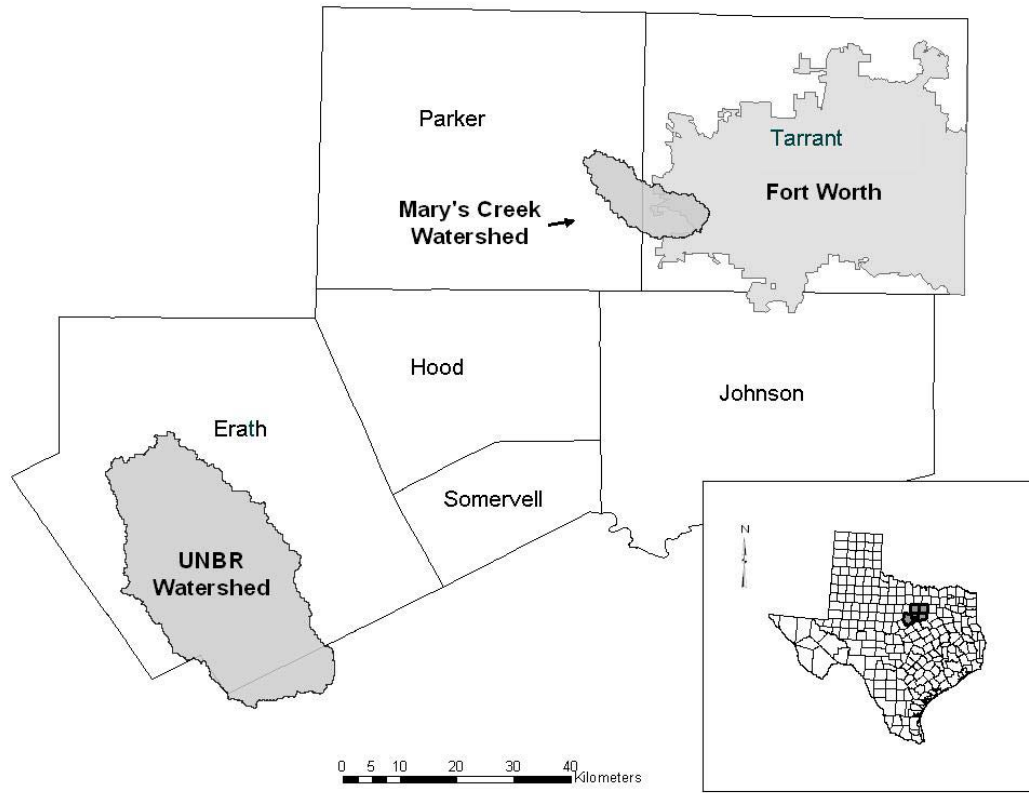 Parker
Tarrant
Fort Worth
Mary's Creek
Watershed
Hood
Johnson
Erath
Somervell
UNBR
Watershed
N
0 5 10 20 30 40
Kilometers